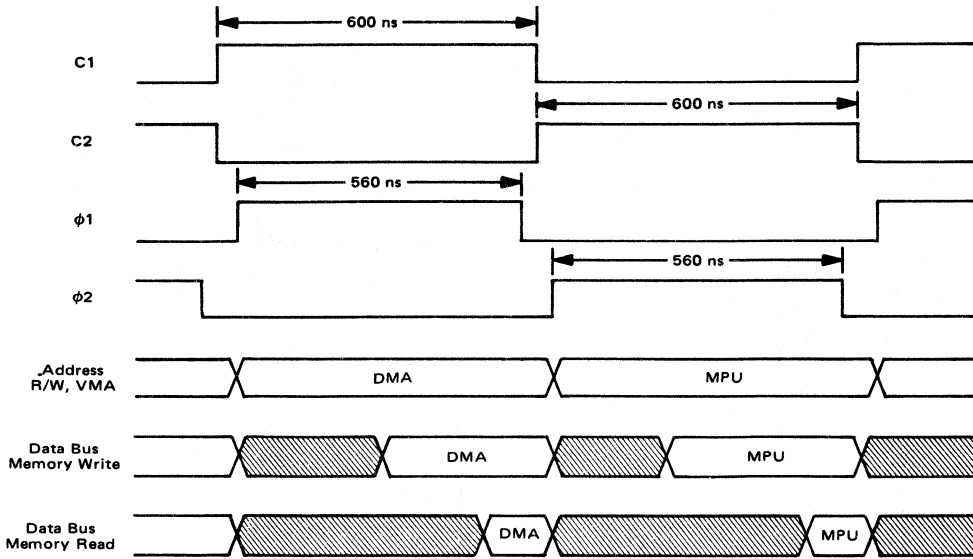 600 ns
C1
600 ns
C2
560 ns
ϕ1
560 ns
ϕ2
Address
R/W, VMA
DMA
MPU
Data Bus
Memory Write
DMA
MPU
Data Bus
Memory Read
DMA
MPU